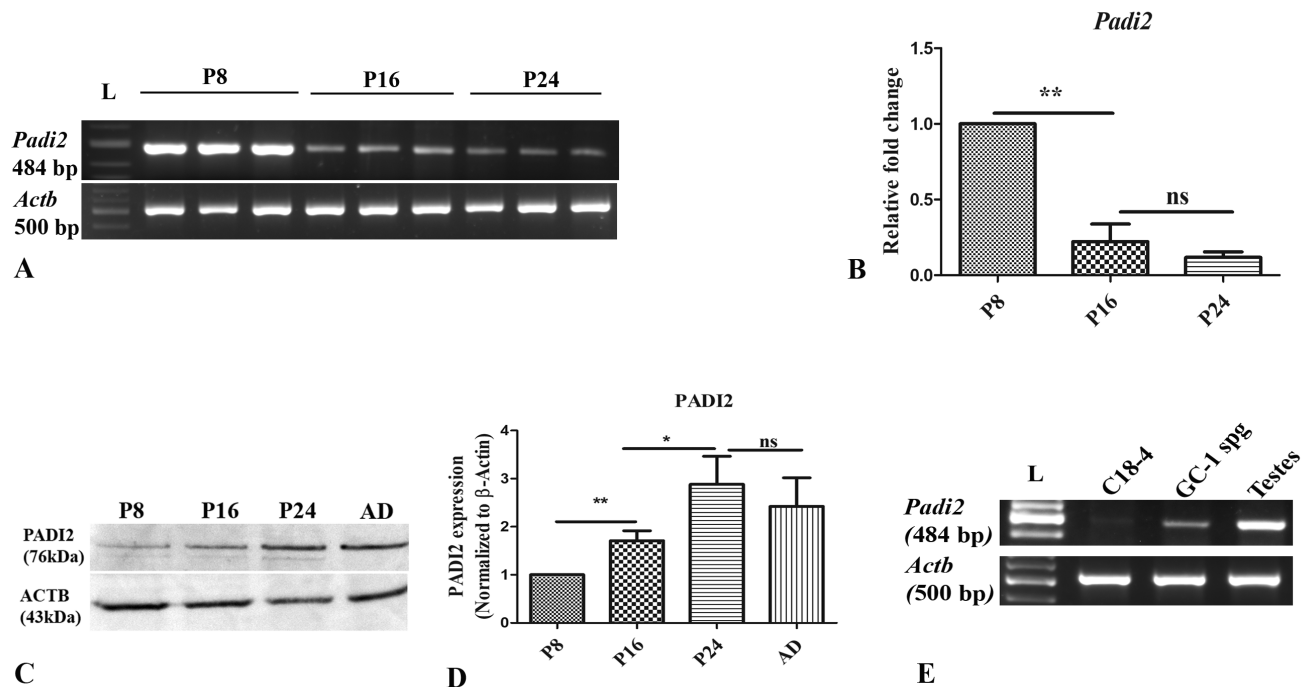 L
P8
P16
P24
Padi2
484 bp
Actb
500 bp
A
Padi2
Relative fold change
1.5
1.0
0.5
0.0
**
ns
P8
P16
P24
B
P8
P16
P24
AD
PADI2
(76kDa)
ACTB
(43kDa)
C
PADI2
PADI2 expression
(Normalized to β-Actin)
4
3
2
1
0
**
*
ns
P8
P16
P24
AD
D
L
C18-4
GC-1 spg
Testes
Padi2
(484 bp)
Actb
(500 bp)
E